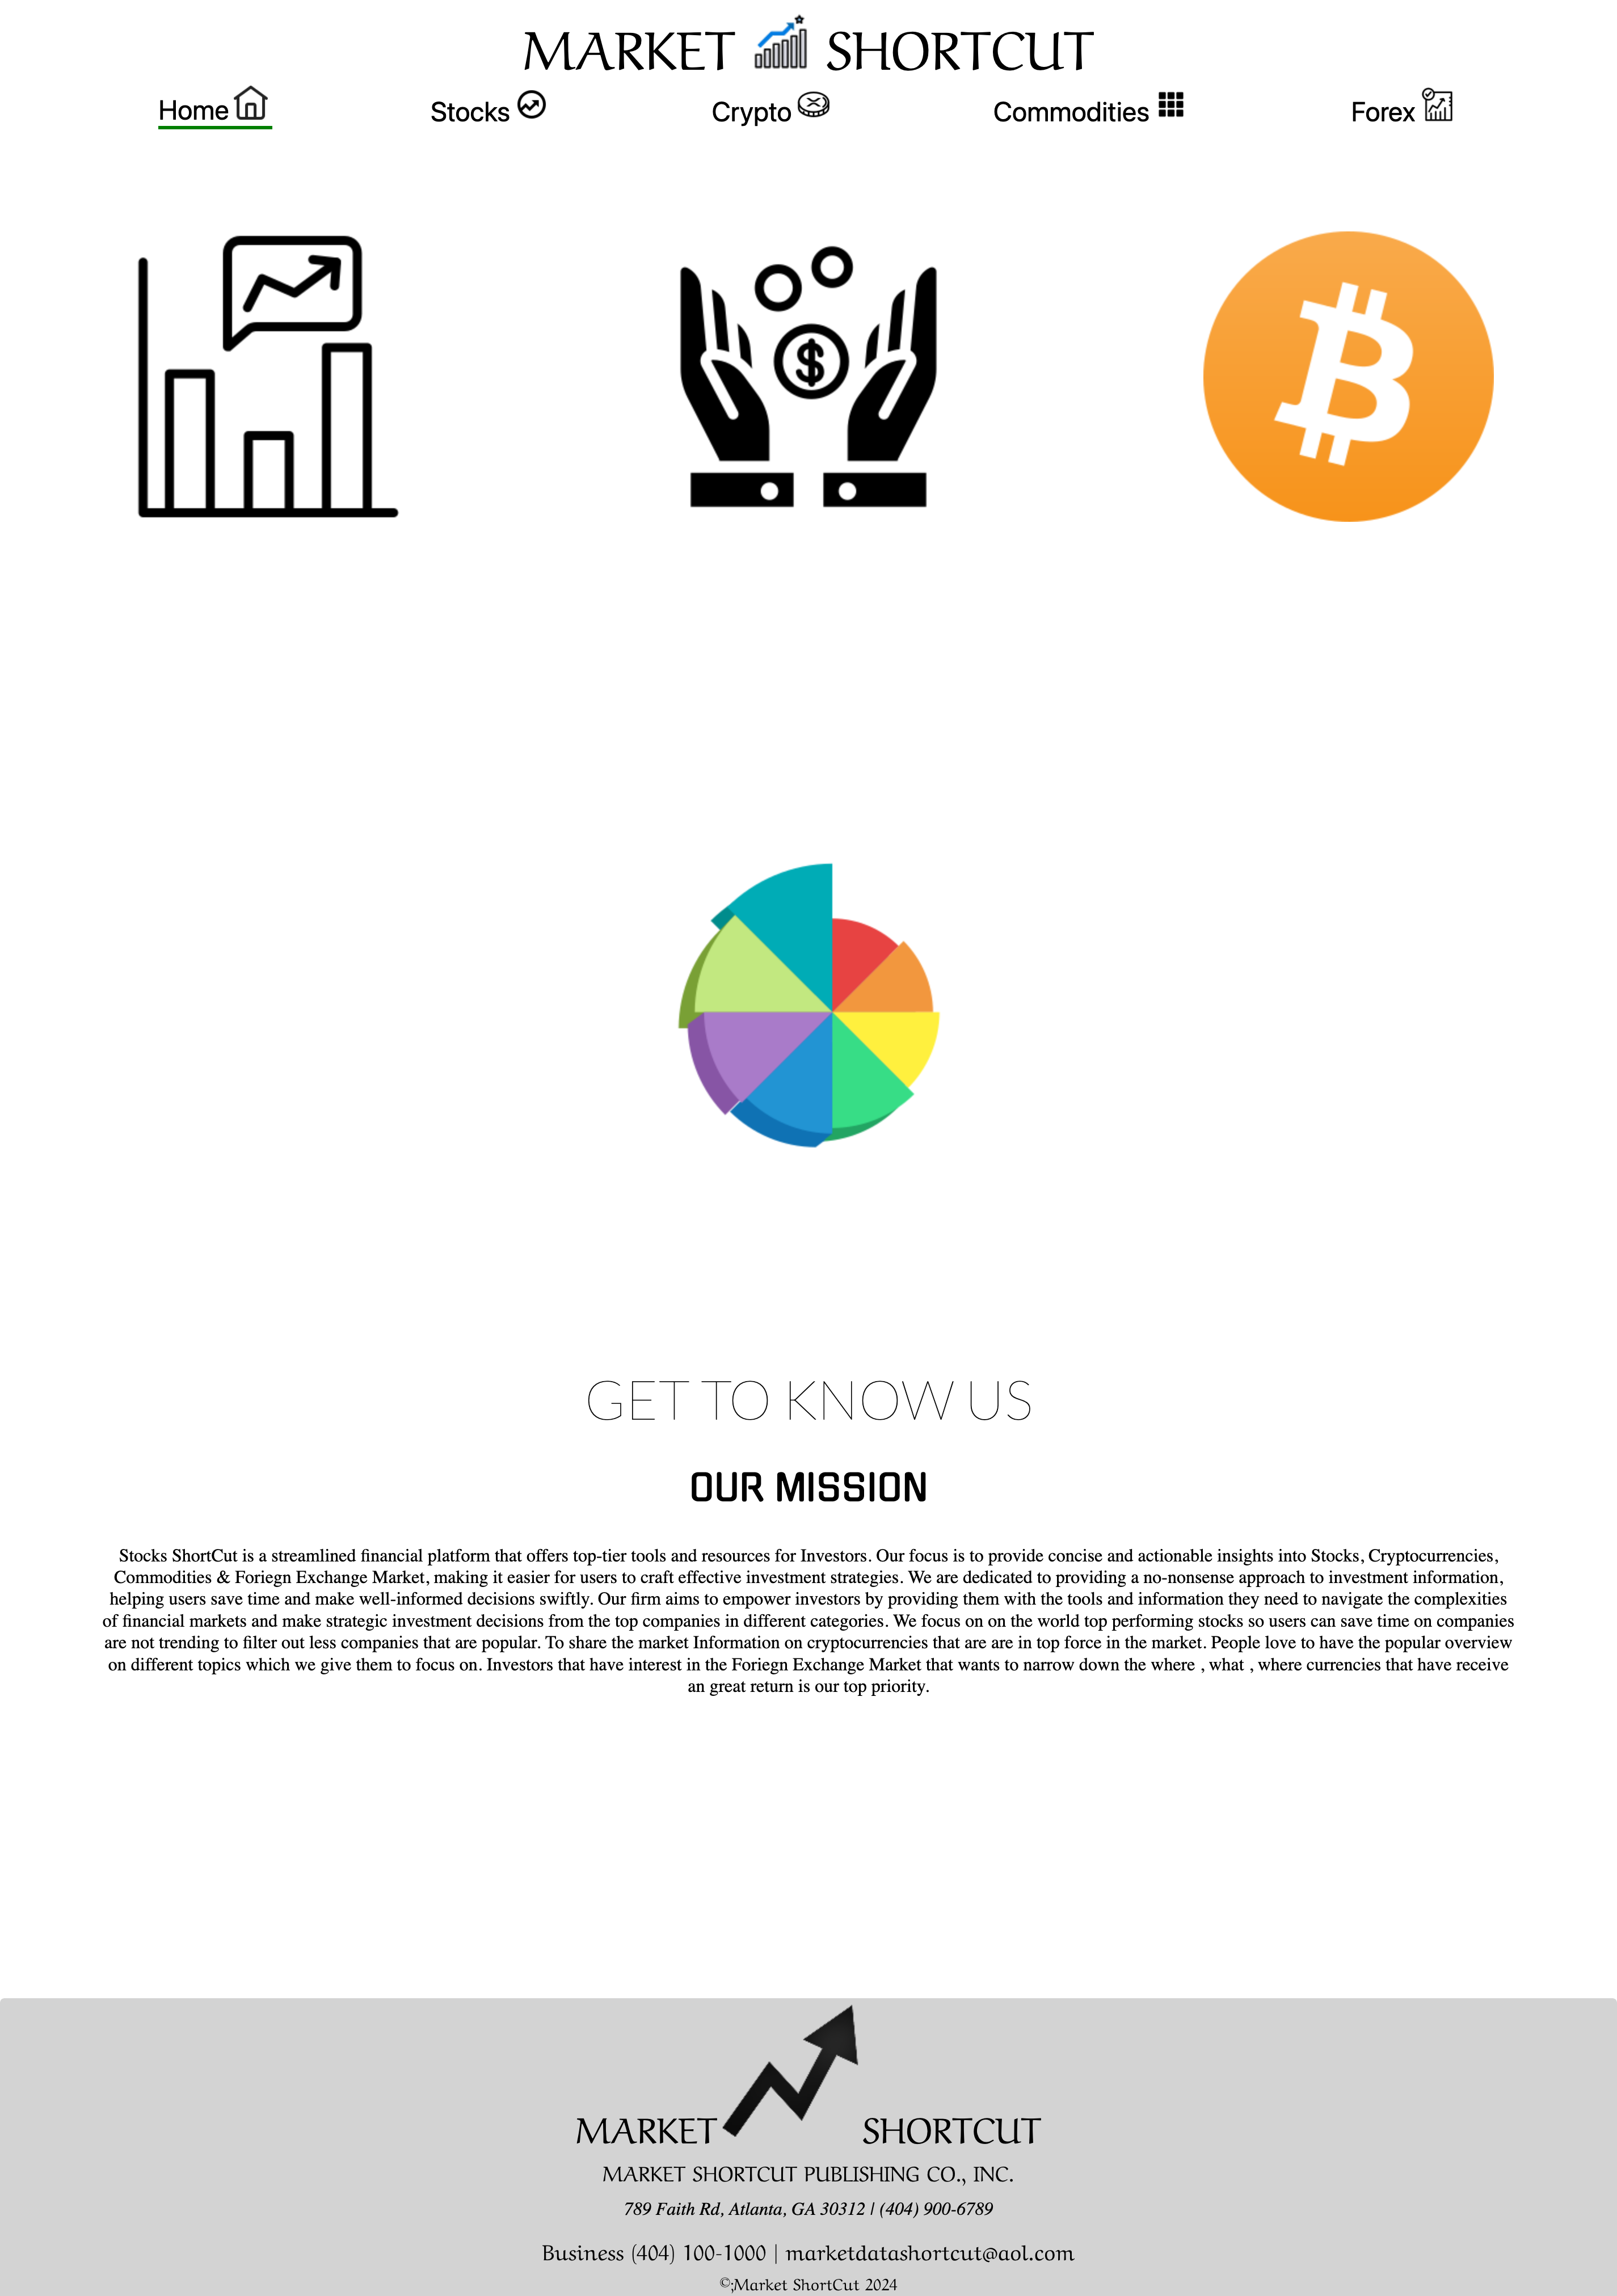 MARKET SHORTCUT
Home Stocks Crypto Commodities Forex
GET TO KNOW US
OUR MISSION
Stocks ShortCut is a streamlined financial platform that offers top-tier tools and resources for Investors. Our focus is to provide concise and actionable insights into Stocks, Cryptocurrencies,
Commodities & Foriegn Exchange Market, making it easier for users to craft effective investment strategies. We are dedicated to providing a no-nonsense approach to investment information,
helping users save time and make well-informed decisions swiftly. Our firm aims to empower investors by providing them with the tools and information they need to navigate the complexities
of financial markets and make strategic investment decisions from the top companies in different categories. We focus on on the world top performing stocks so users can save time on companies
are not trending to filter out less companies that are popular. To share the market Information on cryptocurrencies that are are in top force in the market. People love to have the popular overview
on different topics which we give them to focus on. Investors that have interest in the Foriegn Exchange Market that wants to narrow down the where , what , where currencies that have receive
an great return is our top priority.
MARKET SHORTCUT
MARKET SHORTCUT PUBLISHING CO., INC.
789 Faith Rd, Atlanta, GA 30312 | (404) 900-6789
Business (404) 100-1000 | marketdatashortcut@aol.com
©;Market ShortCut 2024